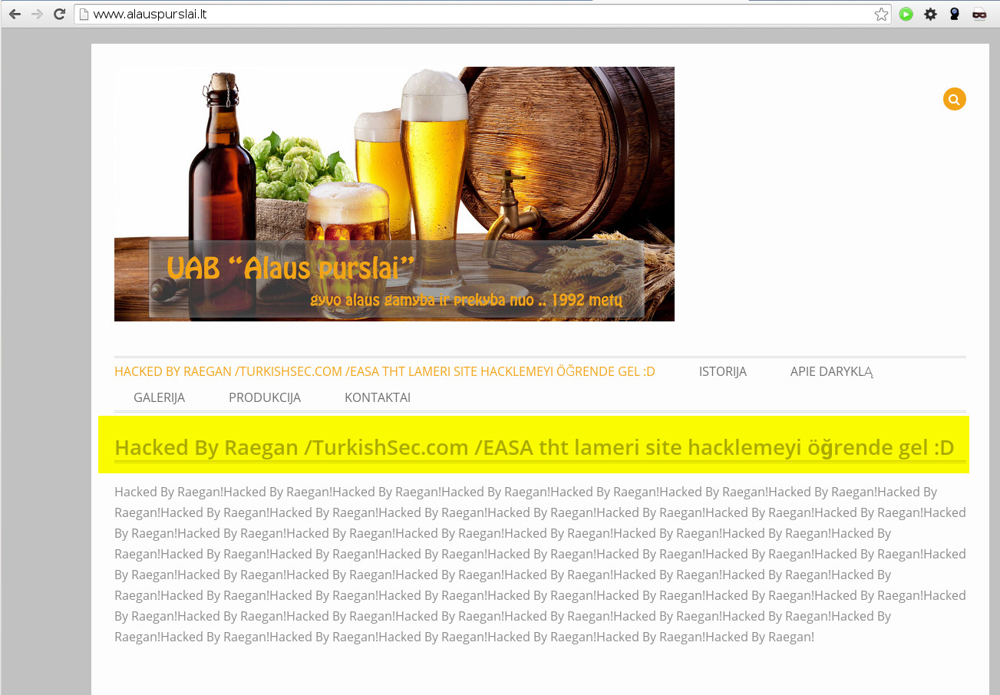 www.alauspurslai.lt
UAB “Alaus purslai”
gyvo alaus gamyba ir prekyba nuo .. 1992 metų
HACKED BY RAEGAN /TURKISHSEC.COM /EASA THT LAMERI SITE HACKLEMEYI ÖĞRENDE GEL :D ISTORIJA APIE DARYKLĄ
GALERIJA PRODUKCIJA KONTAKTAI
Hacked By Raegan /TurkishSec.com /EASA tht lameri site hacklemeyi öğrende gel :D
Hacked By Raegan!Hacked By Raegan!Hacked By Raegan!Hacked By Raegan!Hacked By Raegan!Hacked By Raegan!Hacked By Raegan!Hacked By
Raegan!Hacked By Raegan!Hacked By Raegan!Hacked By Raegan!Hacked By Raegan!Hacked By Raegan!Hacked By Raegan!Hacked By Raegan!Hacked
By Raegan!Hacked By Raegan!Hacked By Raegan!Hacked By Raegan!Hacked By Raegan!Hacked By Raegan!Hacked By Raegan!Hacked By
Raegan!Hacked By Raegan!Hacked By Raegan!Hacked By Raegan!Hacked By Raegan!Hacked By Raegan!Hacked By Raegan!Hacked By Raegan!Hacked
By Raegan!Hacked By Raegan!Hacked By Raegan!Hacked By Raegan!Hacked By Raegan!Hacked By Raegan!Hacked By Raegan!Hacked By
Raegan!Hacked By Raegan!Hacked By Raegan!Hacked By Raegan!Hacked By Raegan!Hacked By Raegan!Hacked By Raegan!Hacked By Raegan!Hacked
By Raegan!Hacked By Raegan!Hacked By Raegan!Hacked By Raegan!Hacked By Raegan!Hacked By Raegan!Hacked By Raegan!Hacked By
Raegan!Hacked By Raegan!Hacked By Raegan!Hacked By Raegan!Hacked By Raegan!Hacked By Raegan!Hacked By Raegan!